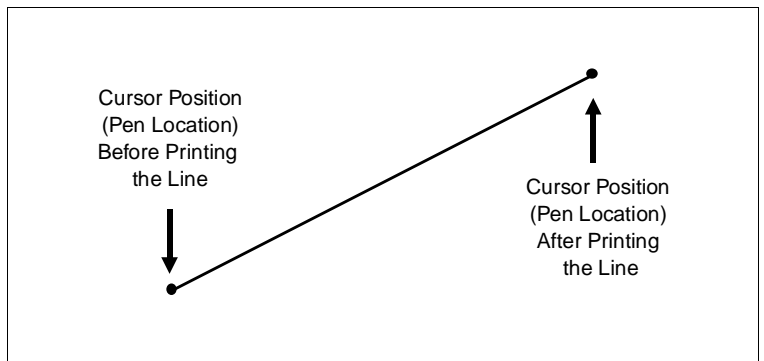 Cursor Position
(Pen Location)
Before Printing
the Line
Cursor Position
(Pen Location)
After Printing
the Line